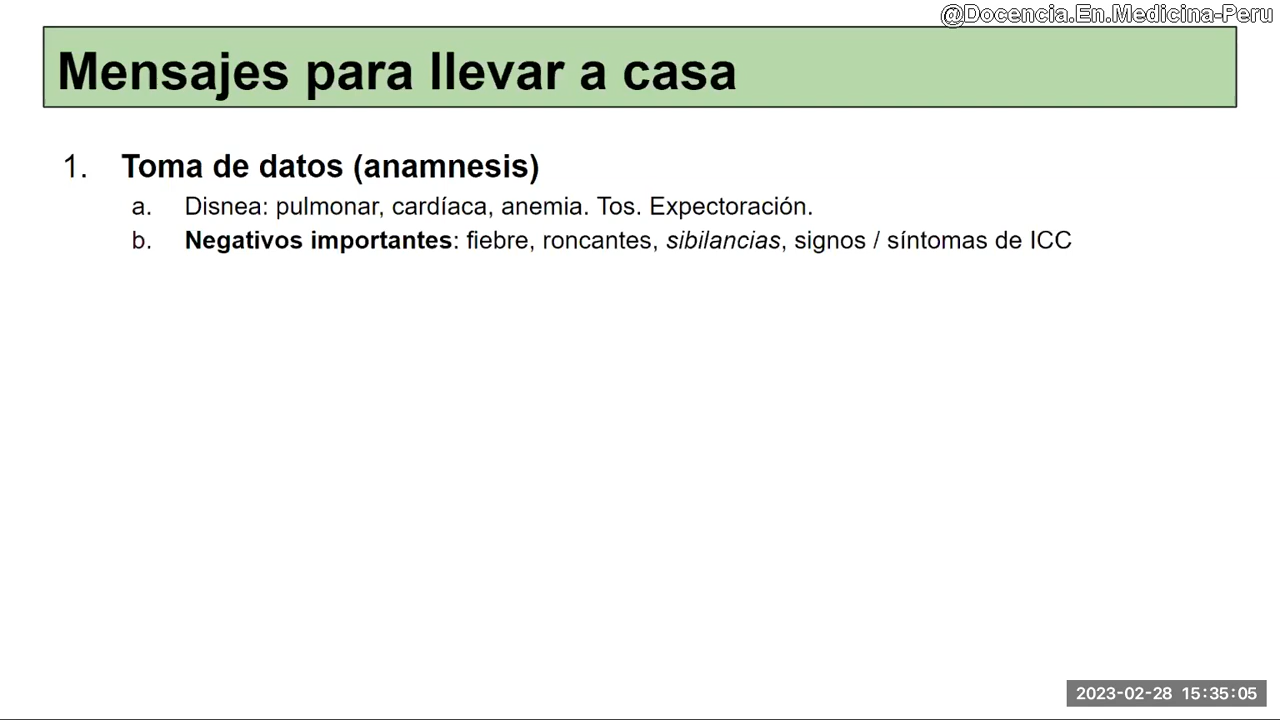 @Docencia.En.Medicina-Peru
Mensajes para llevar a casa
1. Toma de datos (anamnesis)
a. Disnea: pulmonar, cardíaca, anemia. Tos. Expectoración.
b. Negativos importantes: fiebre, roncantes, sibilancias, signos / síntomas de ICC
2023-02-28 15:35:05